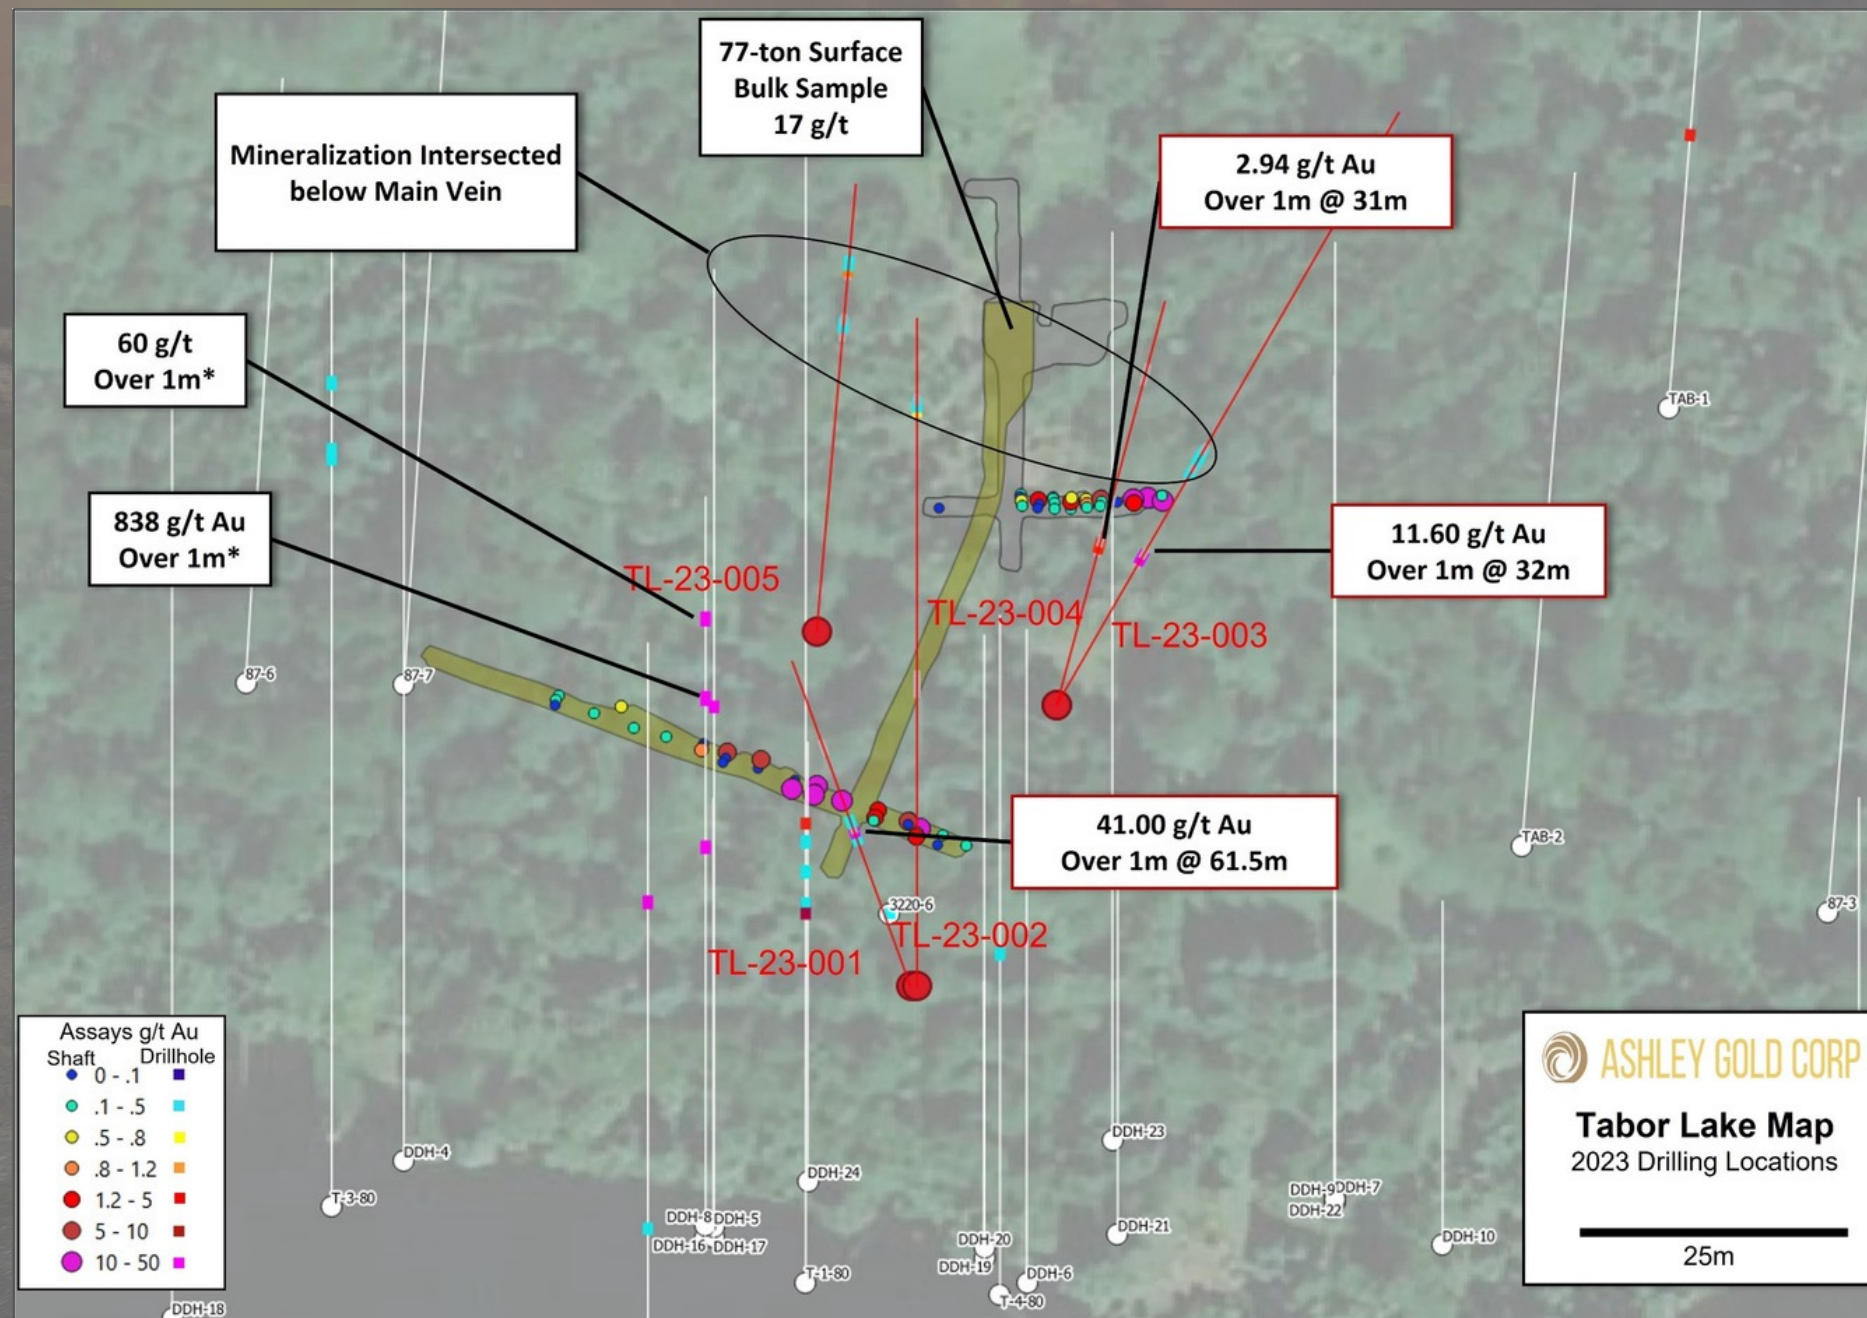 77-ton Surface
Bulk Sample
17 g/t
Mineralization Intersected
below Main Vein
2.94 g/t Au
Over 1m @ 31m
60 g/t
Over 1m*
838 g/t Au
Over 1m*
11.60 g/t Au
Over 1m @ 32m
41.00 g/t Au
Over 1m @ 61.5m
TL-23-005
TL-23-004
TL-23-003
TL-23-002
TL-23-001
TAB-1
87-6
87-7
TAB-2
87-3
3220-6
DDH-23
DDH-4
DDH-24
T-3-80
DDH-9 DDH-7
DDH-22
DDH-8 DDH-5
DDH-16 DDH-17
DDH-21
DDH-10
DDH-20
DDH-19
DDH-6
T-1-80
T-4-80
DDH-18
Assays g/t Au
Shaft Drillhole
0 - .1
.1 - .5
.5 - .8
.8 - 1.2
1.2 - 5
5 - 10
10 - 50
ASHLEY GOLD CORP
Tabor Lake Map
2023 Drilling Locations
25m